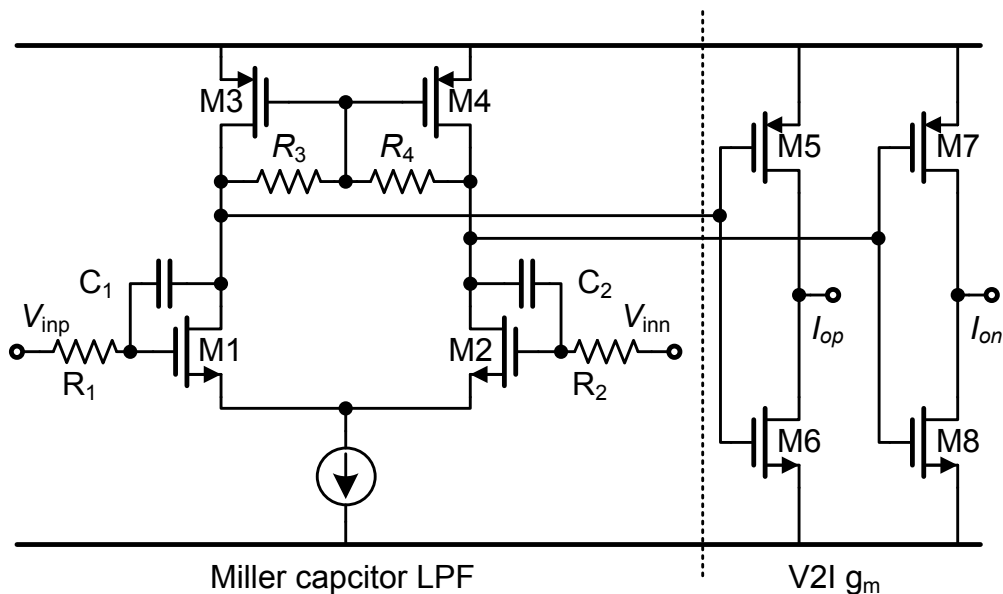 M3
M4
R3
R4
M5
M7
C1
C2
Vinp
Vinn
M1
M2
R1
R2
Iop
Ion
M6
M8
Miller capcitor LPF
V2I gm